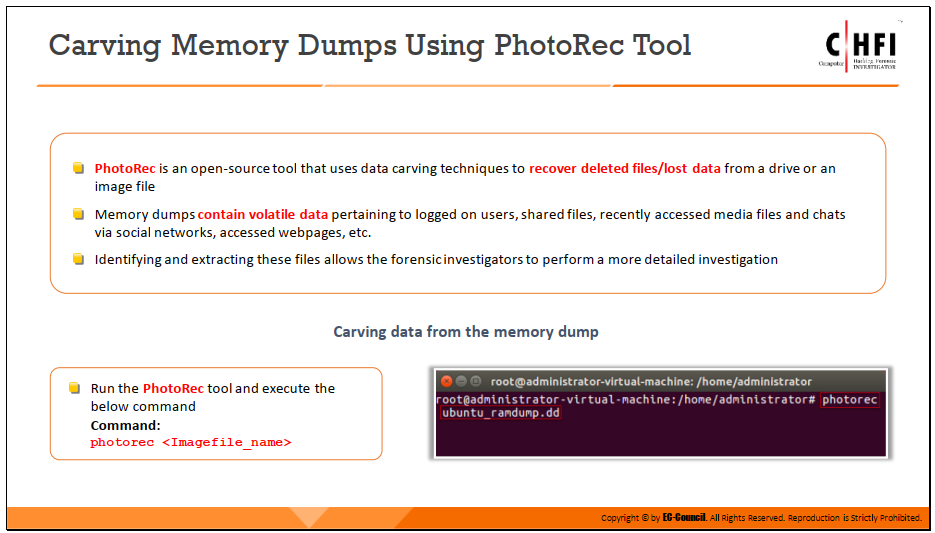 Carving Memory Dumps Using PhotoRec Tool
CHFI
Computer Hacking Forensic
INVESTIGATOR
PhotoRec is an open-source tool that uses data carving techniques to recover deleted files/lost data from a drive or an
image file
Memory dumps contain volatile data pertaining to logged on users, shared files, recently accessed media files and chats
via social networks, accessed webpages, etc.
Identifying and extracting these files allows the forensic investigators to perform a more detailed investigation
Carving data from the memory dump
Run the PhotoRec tool and execute the
below command
Command:
photorec <Imagefile_name>
root@administrator-virtual-machine: /home/administrator
root@administrator-virtual-machine:/home/administrator# photorec
ubuntu_ramdump.dd
Copyright © by EC-Council. All Rights Reserved. Reproduction is Strictly Prohibited.